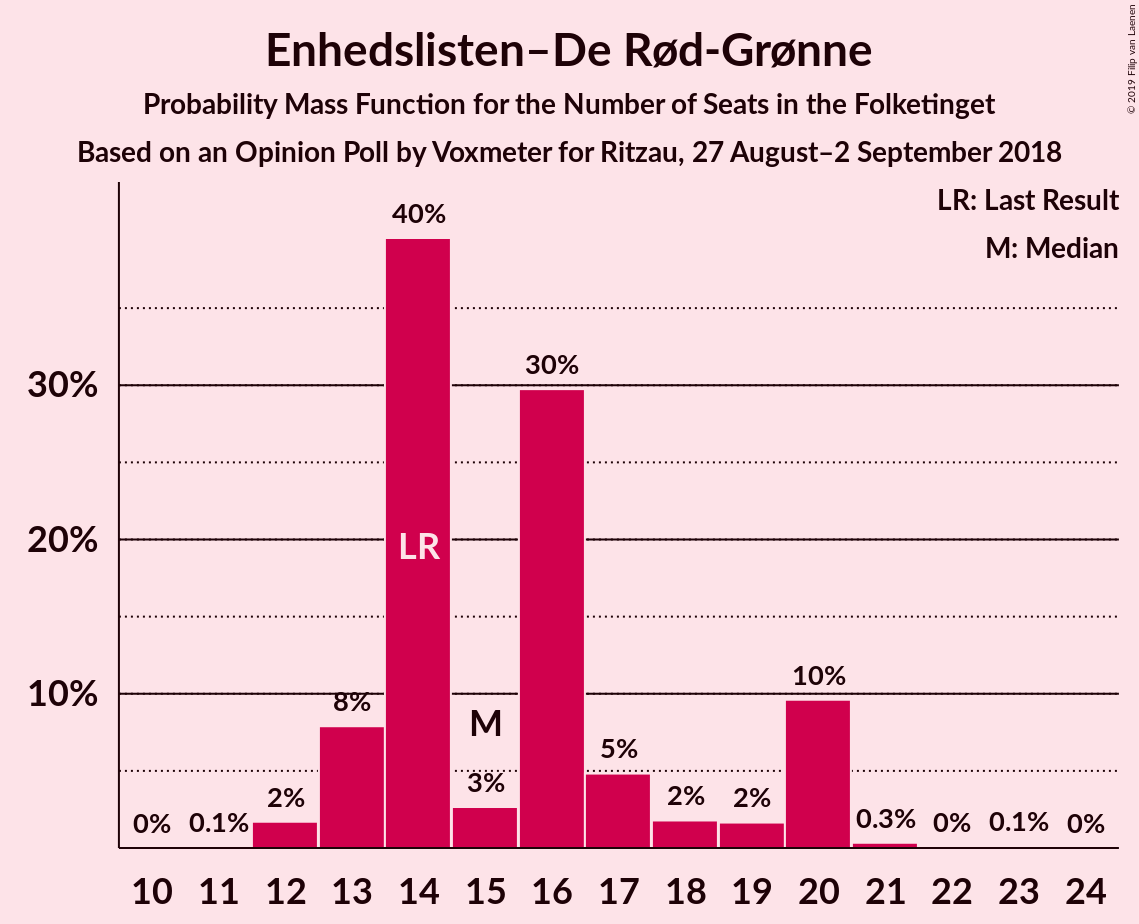 Enhedslisten–De Rød-Grønne
Probability Mass Function for the Number of Seats in the Folketinget
Based on an Opinion Poll by Voxmeter for Ritzau, 27 August–2 September 2018
© 2019 Filip van Laenen
LR: Last Result
M: Median
30%
20%
10%
0%
0.1%
2%
8%
40%
3%
30%
5%
2%
2%
10%
0.3%
0%
0.1%
0%
LR
M
10 11 12 13 14 15 16 17 18 19 20 21 22 23 24